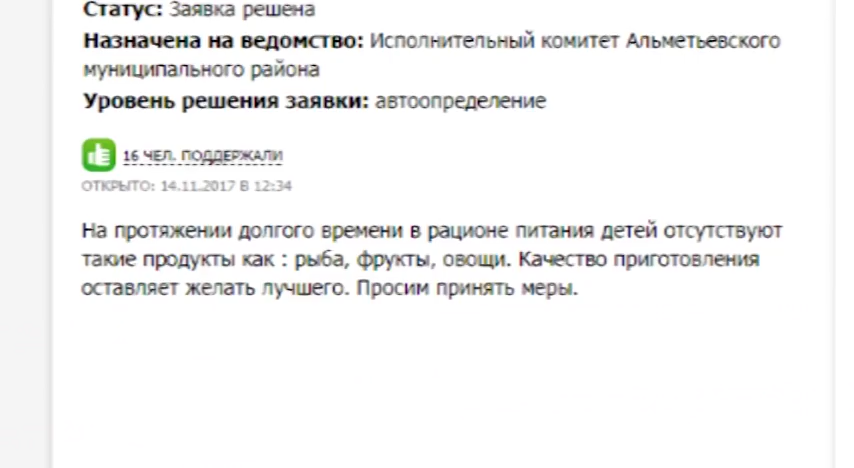 Статус: Заявка решена
Назначена на ведомство: Исполнительный комитет Альметьевского
муниципального района
Уровень решения заявки: автоопределение
16 ЧЕЛ. ПОДДЕРЖАЛИ
ОТКРЫТО: 14.11.2017 В 12:34
На протяжении долгого времени в рационе питания детей отсутствуют
такие продукты как : рыба, фрукты, овощи. Качество приготовления
оставляет желать лучшего. Просим принять меры.